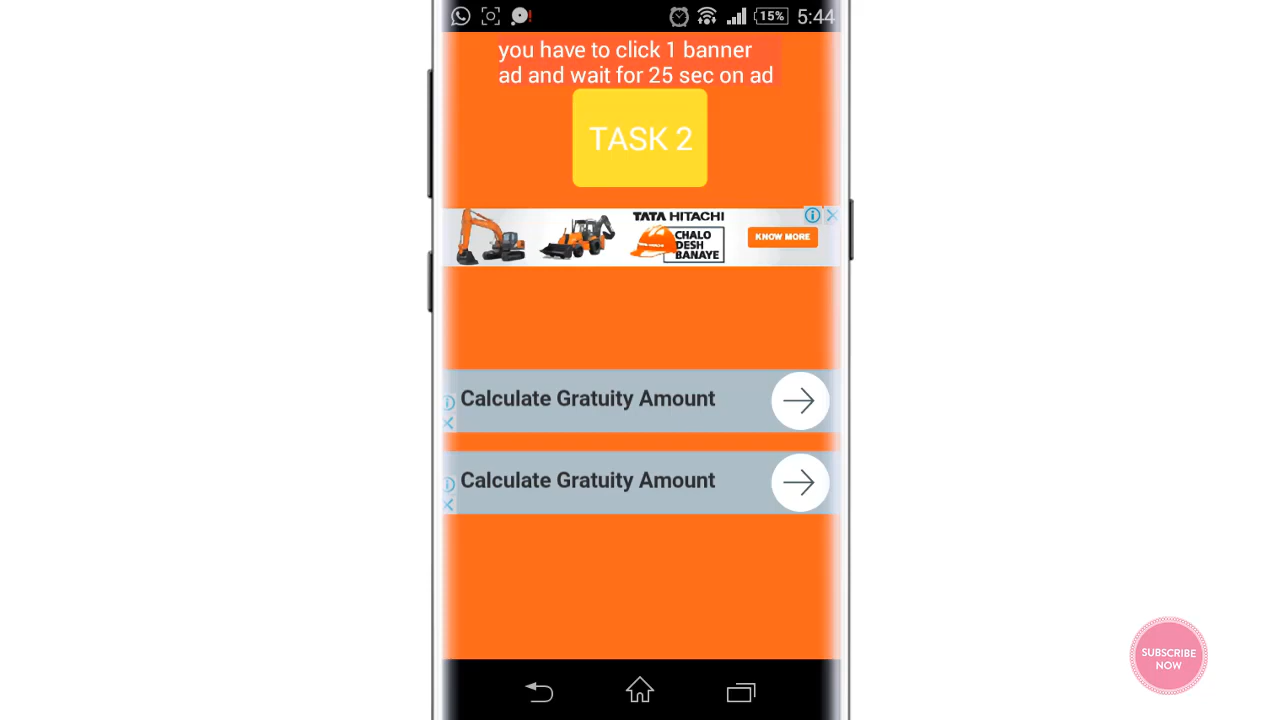 15% 5:44
you have to click 1 banner
ad and wait for 25 sec on ad
TASK 2
TATA HITACHI
CHALO
DESH
BANAYE
KNOW MORE
Calculate Gratuity Amount
Calculate Gratuity Amount
SUBSCRIBE
NOW